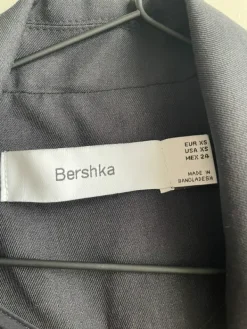 Bershka
EUR XS
USA XS
MEX 24
MADE IN
BANGLADESH